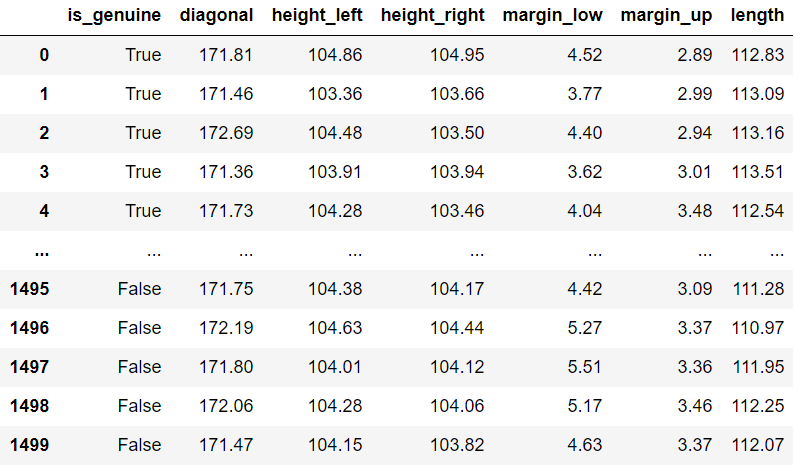 is_genuine diagonal height_left height_right margin_low margin_up length
0 True 171.81 104.86 104.95 4.52 2.89 112.83
1 True 171.46 103.36 103.66 3.77 2.99 113.09
2 True 172.69 104.48 103.50 4.40 2.94 113.16
3 True 171.36 103.91 103.94 3.62 3.01 113.51
4 True 171.73 104.28 103.46 4.04 3.48 112.54
... ... ... ... ... ... ... ...
1495 False 171.75 104.38 104.17 4.42 3.09 111.28
1496 False 172.19 104.63 104.44 5.27 3.37 110.97
1497 False 171.80 104.01 104.12 5.51 3.36 111.95
1498 False 172.06 104.28 104.06 5.17 3.46 112.25
1499 False 171.47 104.15 103.82 4.63 3.37 112.07